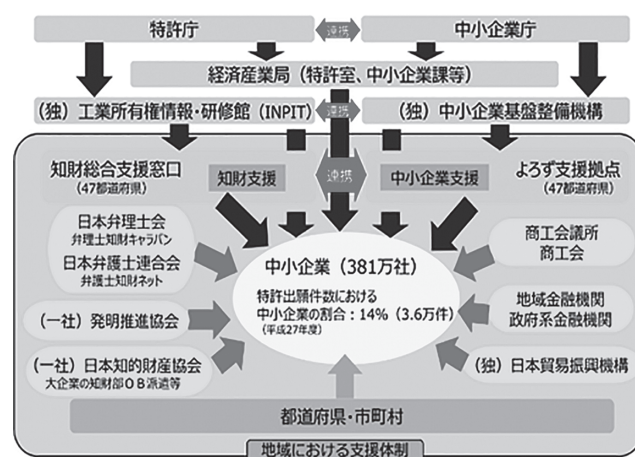 特許庁
連携
中小企業庁
経済産業局（特許室、中小企業課等）
（独）工業所有権情報・研修館（INPIT）
連携
（独）中小企業基盤整備機構
知財総合支援窓口
（47都道府県）
知財支援
連携
中小企業支援
よろず支援拠点
（47都道府県）
日本弁理士会
弁理士知財キャラバン
日本弁護士連合会
弁護士知財ネット
（一社）発明推進協会
（一社）日本知的財産協会
大企業の知財部ＯＢ派遣等
中小企業（381万社）
特許出願件数における
中小企業の割合：14%（3.6万件）
（平成27年度）
商工会議所
商工会
地域金融機関
政府系金融機関
（独）日本貿易振興機構
都道府県・市町村
地域における支援体制